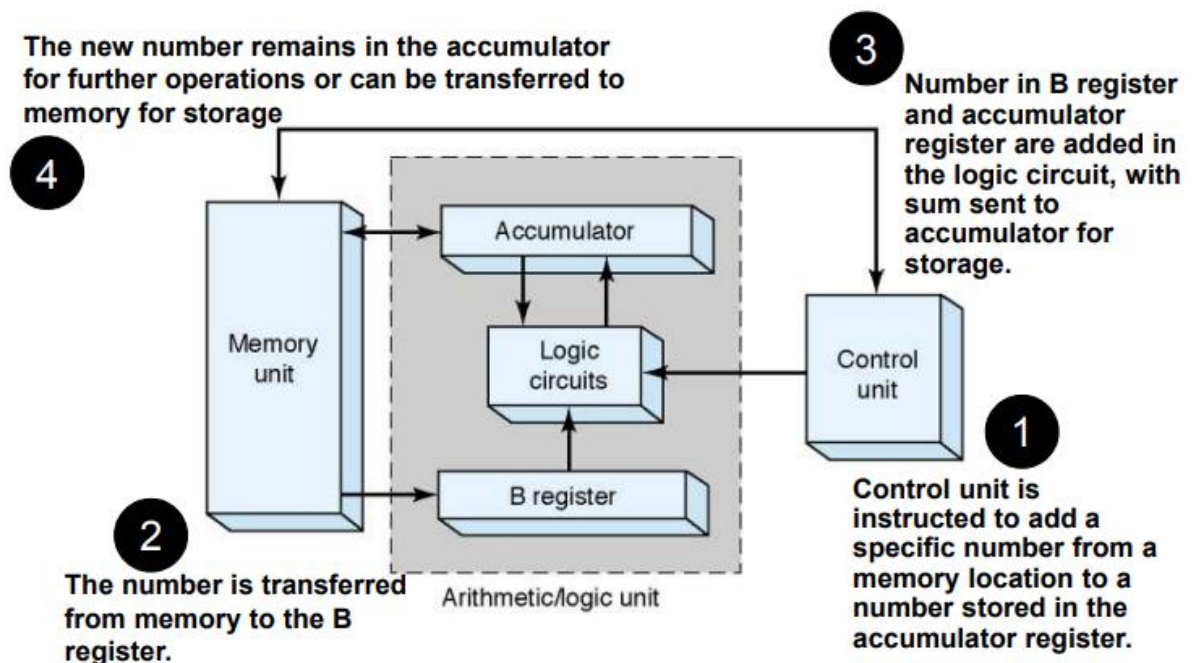 The new number remains in the accumulator
for further operations or can be transferred to
memory for storage
4
3
Number in B register
and accumulator
register are added in
the logic circuit, with
sum sent to
accumulator for
storage.
Accumulator
Memory
unit
Logic
circuits
Control
unit
B register
Arithmetic/logic unit
1
Control unit is
instructed to add a
specific number from a
memory location to a
number stored in the
accumulator register.
2
The number is transferred
from memory to the B
register.